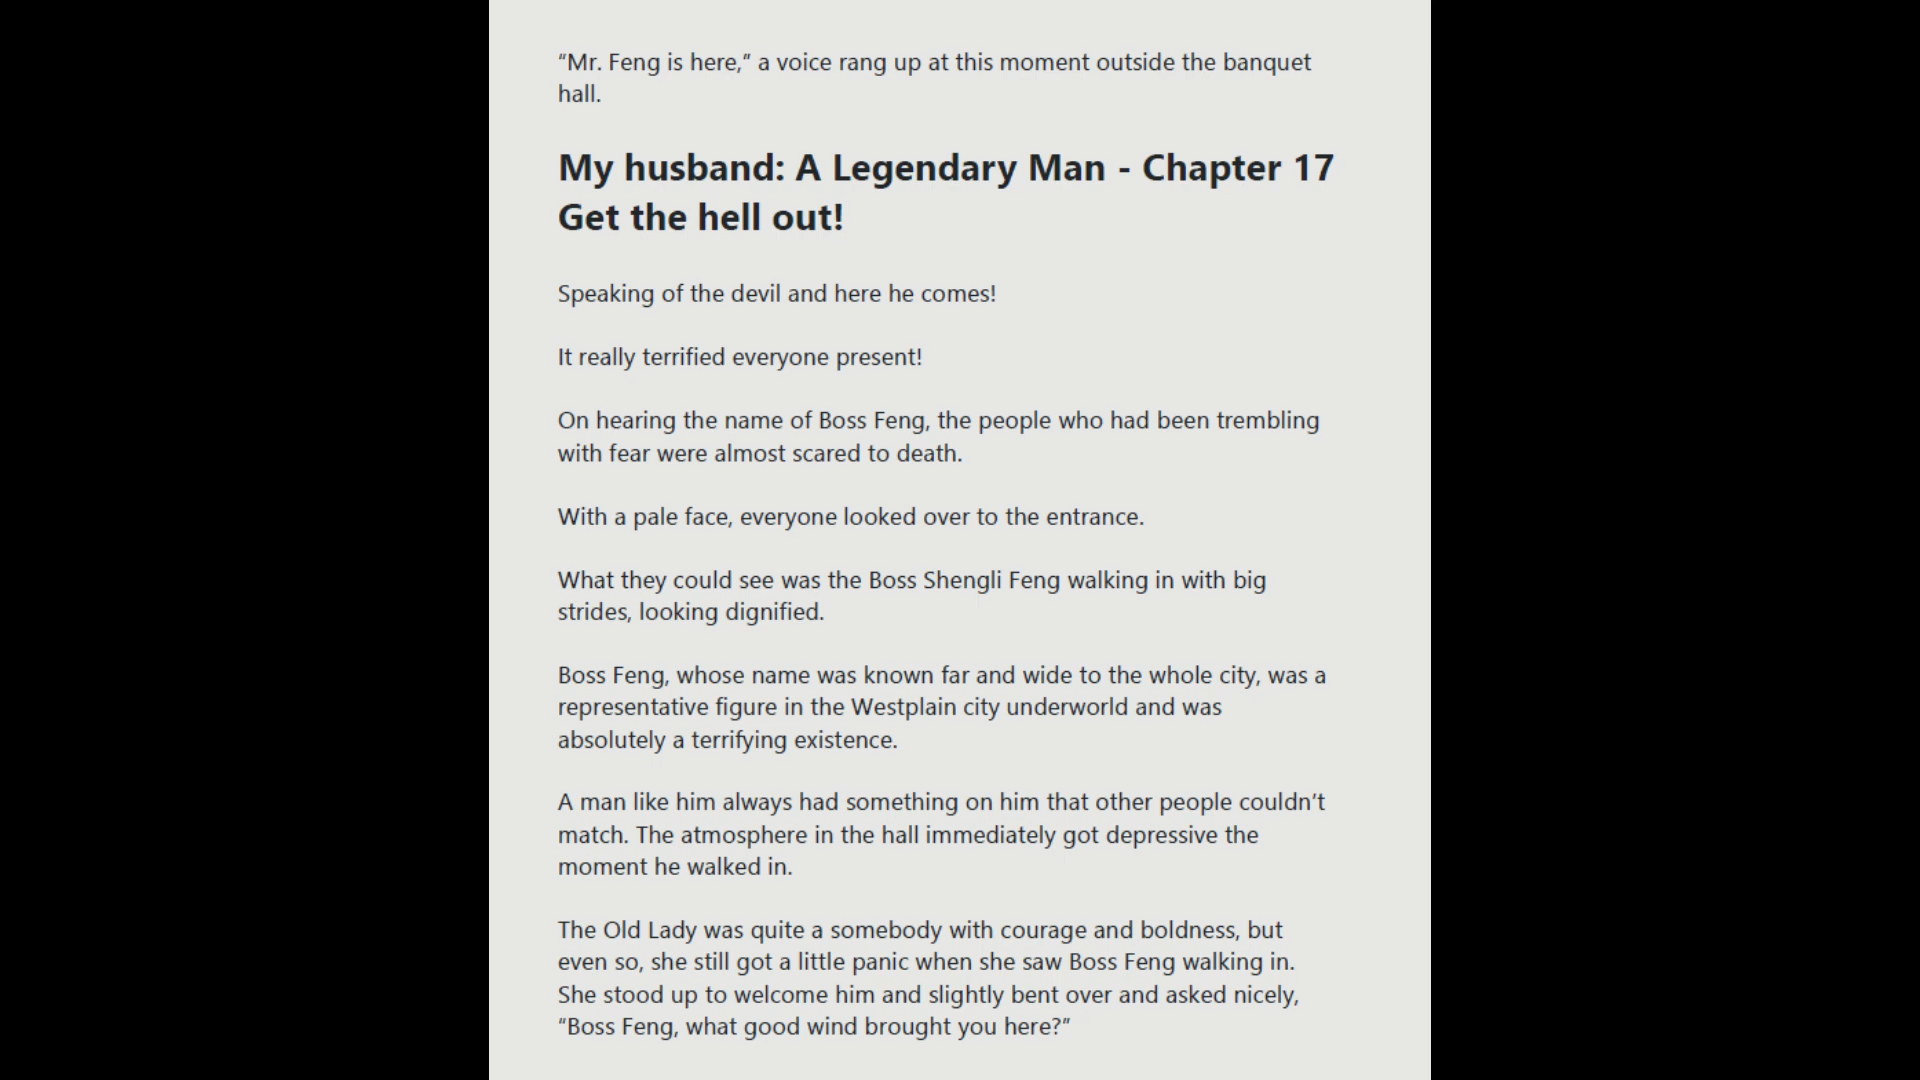 “Mr. Feng is here,“ a voice rang up at this moment outside the banquet
hall.
My husband: A Legendary Man - Chapter 17
Get the hell out!
Speaking of the devil and here he comes!
It really terrified everyone present!
On hearing the name of Boss Feng, the people who had been trembling
with fear were almost scared to death.
With a pale face, everyone looked over to the entrance.
What they could see was the Boss Shengli Feng walking in with big
strides, looking dignified.
Boss Feng, whose name was known far and wide to the whole city, was a
representative figure in the Westplain city underworld and was
absolutely a terrifying existence.
A man like him always had something on him that other people couldn’t
match. The atmosphere in the hall immediately got depressive the
moment he walked in.
The Old Lady was quite a somebody with courage and boldness, but
even so, she still got a little panic when she saw Boss Feng walking in.
She stood up to welcome him and slightly bent over and asked nicely,
“Boss Feng, what good wind brought you here?”